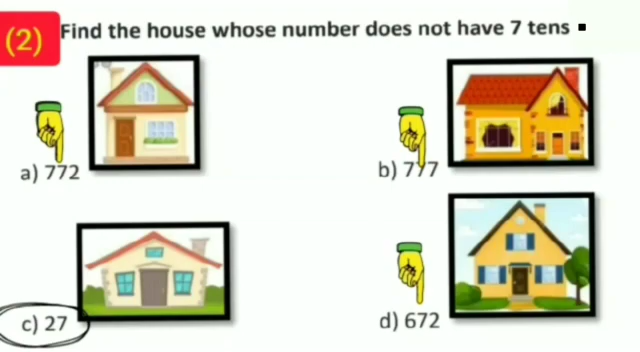 (2) Find the house whose number does not have 7 tens
a) 772
b) 777
c) 27
d) 672